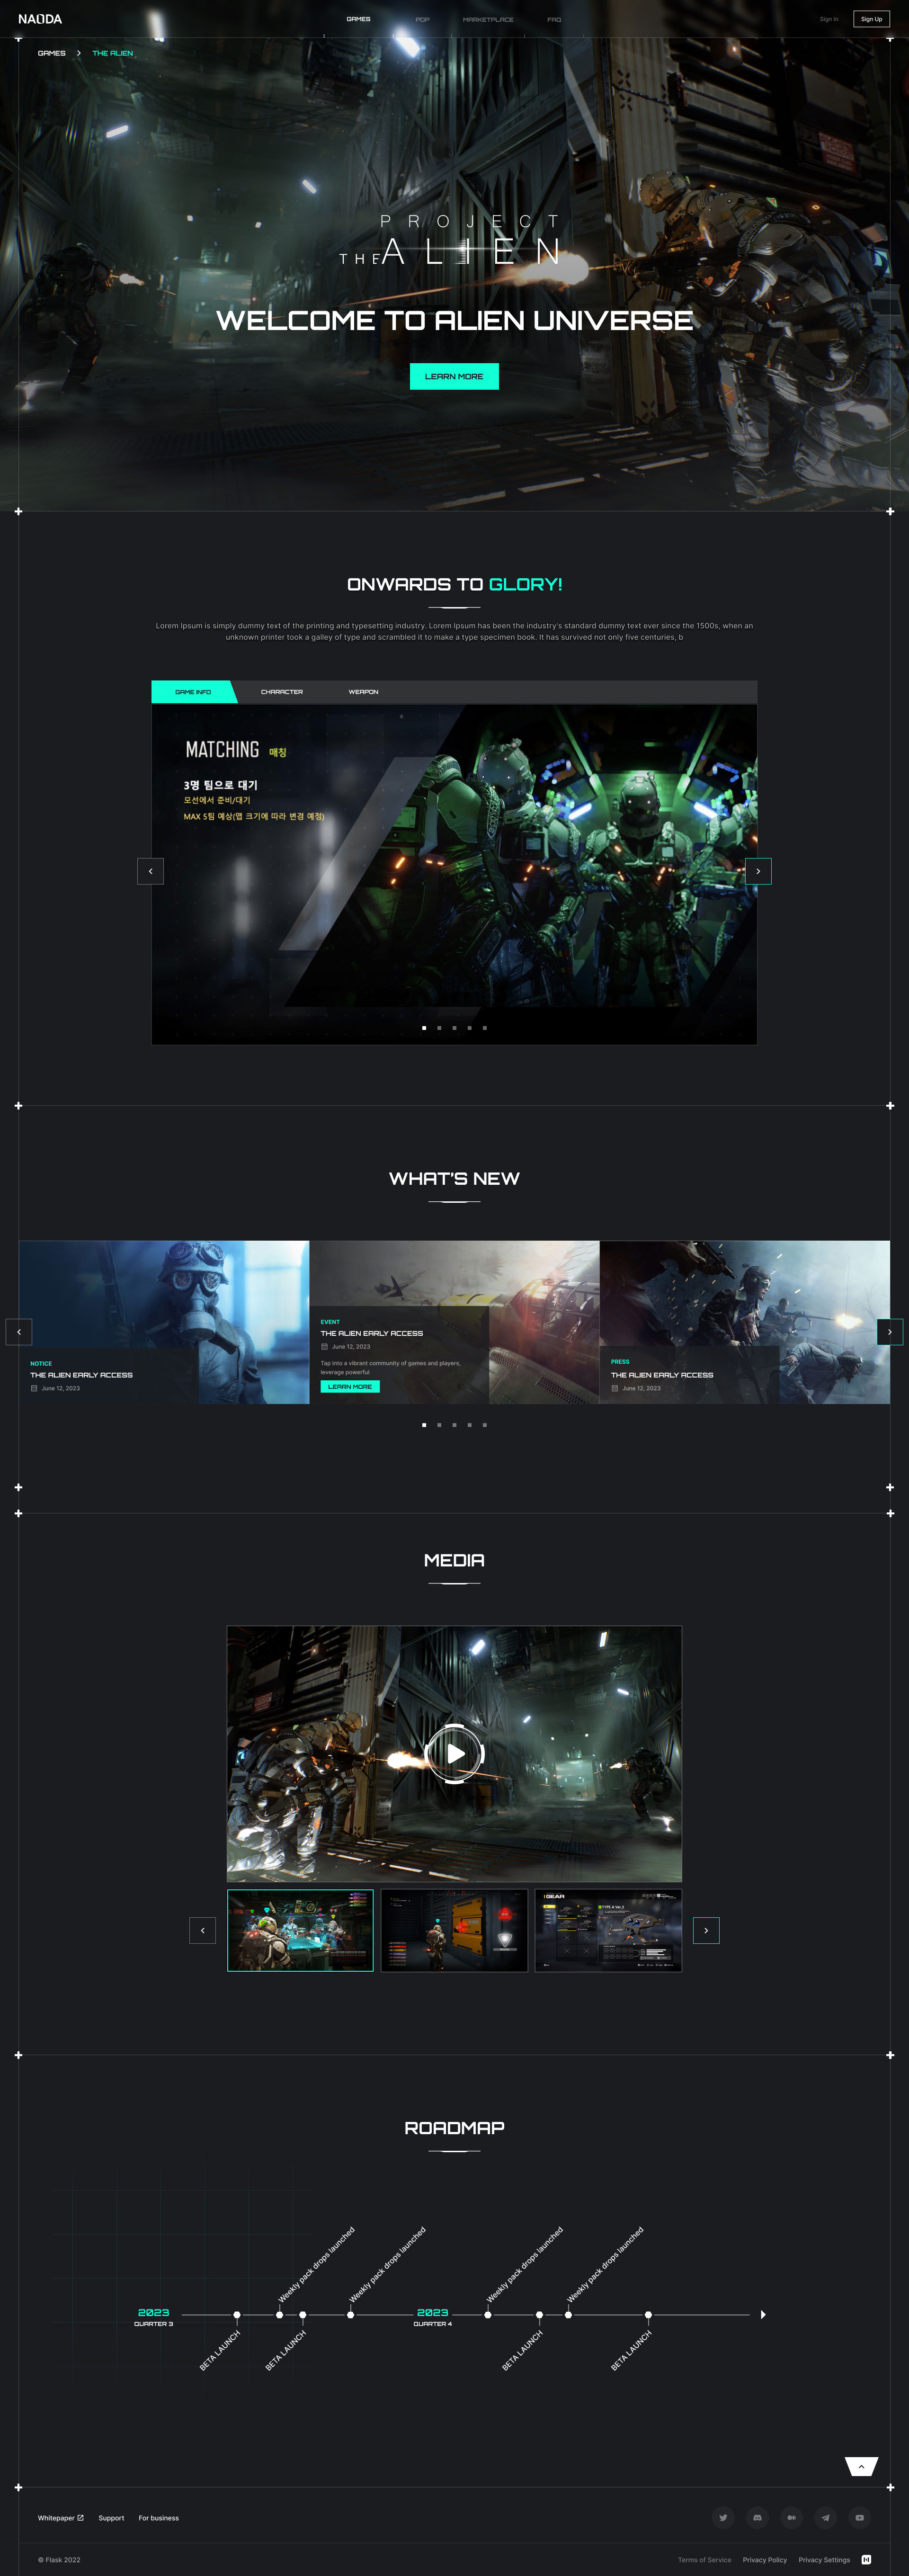 NAODA
GAMES
POP
MARKETPLACE
FAQ
Sign In
Sign Up
GAMES
THE ALIEN
PROJECT
THE ALIEN
WELCOME TO ALIEN UNIVERSE
LEARN MORE
ONWARDS TO GLORY!
Lorem Ipsum is simply dummy text of the printing and typesetting industry. Lorem Ipsum has been the industry's standard dummy text ever since the 1500s, when an
unknown printer took a galley of type and scrambled it to make a type specimen book. It has survived not only five centuries, b
GAME INFO
CHARACTER
WEAPON
MATCHING 매칭
3명 팀으로 대기
모선에서 준비/대기
MAX 5팀 예상(맵 크기에 따라 변경 예정)
WHAT'S NEW
NOTICE
THE ALIEN EARLY ACCESS
June 12, 2023
EVENT
THE ALIEN EARLY ACCESS
June 12, 2023
Tap into a vibrant community of games and players,
leverage powerful
LEARN MORE
PRESS
THE ALIEN EARLY ACCESS
June 12, 2023
MEDIA
GEAR
TYPE A Ver.2
ROADMAP
Weekly pack drops launched
Weekly pack drops launched
Weekly pack drops launched
Weekly pack drops launched
2023
QUARTER 3
2023
QUARTER 4
BETA LAUNCH
BETA LAUNCH
BETA LAUNCH
BETA LAUNCH
Whitepaper
Support
For business
© Flask 2022
Terms of Service
Privacy Policy
Privacy Settings